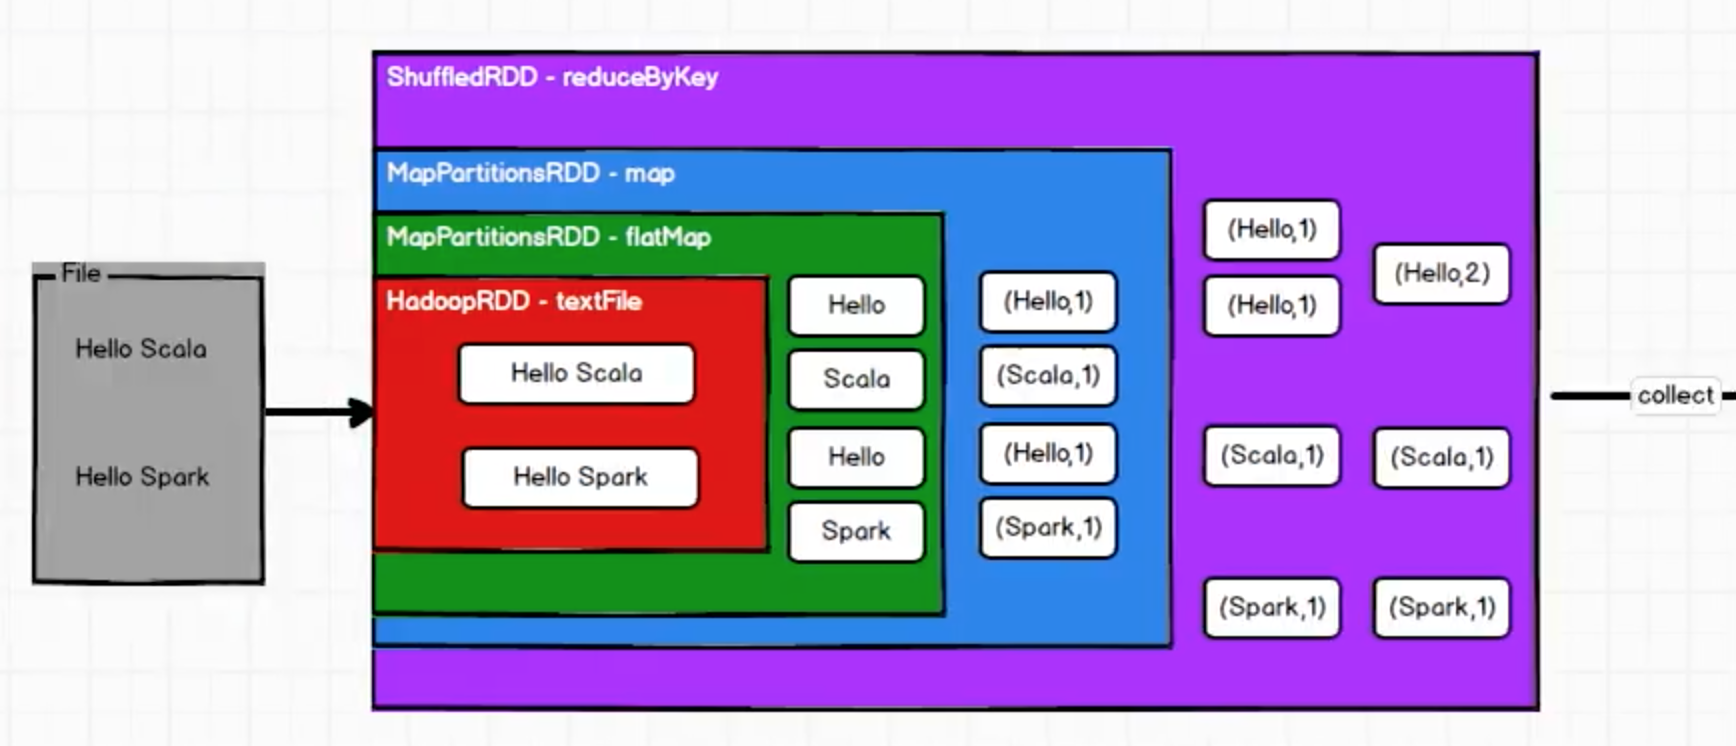 File
Hello Scala
Hello Spark
ShuffledRDD - reduceByKey
MapPartitionsRDD - map
MapPartitionsRDD - flatMap
HadoopRDD - textFile
Hello Scala
Hello Spark
Hello
Scala
Hello
Spark
(Hello,1)
(Scala,1)
(Hello,1)
(Spark,1)
(Hello,1)
(Hello,1)
(Scala,1)
(Spark,1)
(Hello,2)
(Scala,1)
(Spark,1)
collect